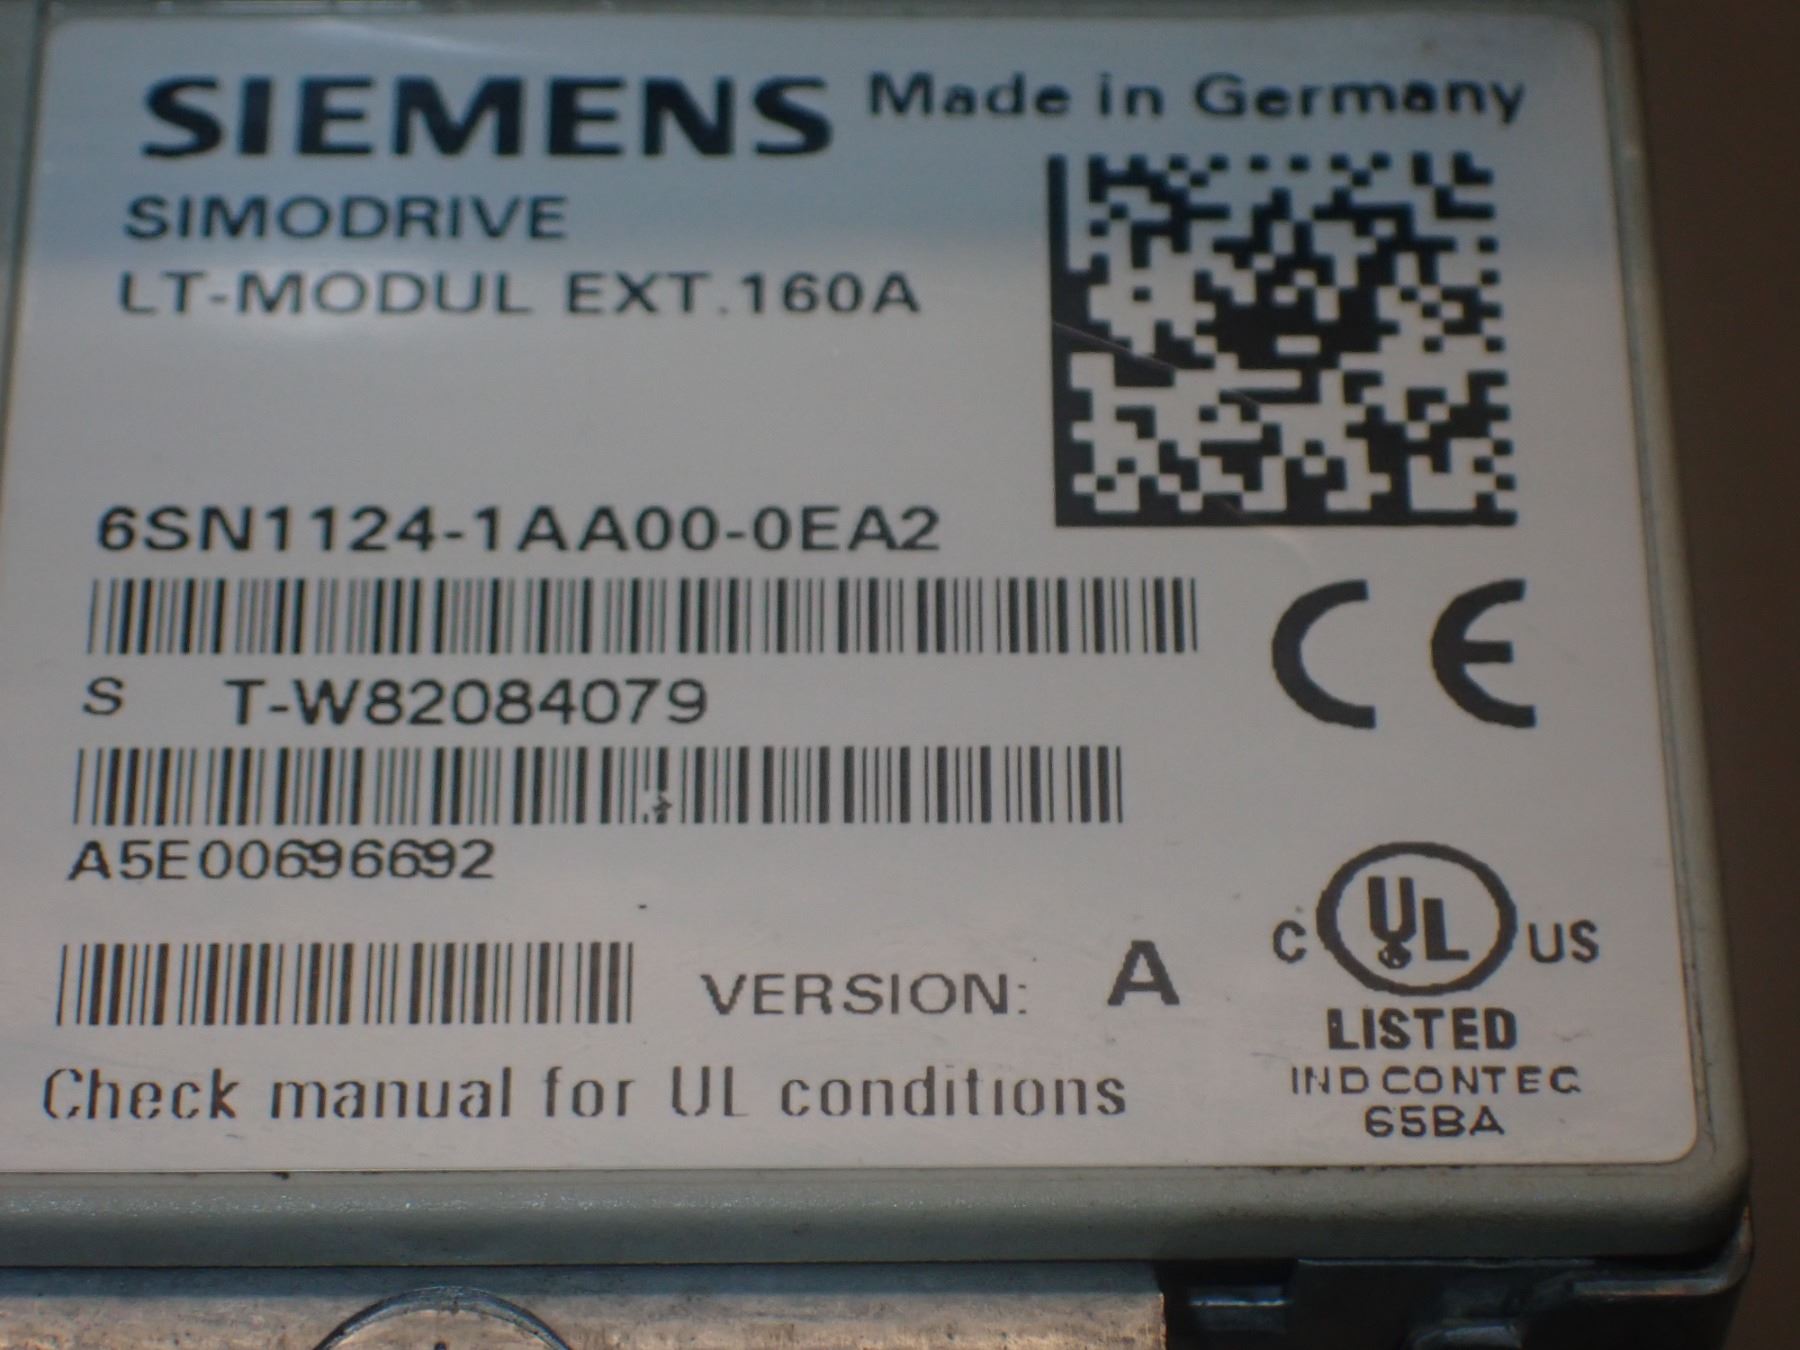 SIEMENS Made in Germany
SIMODRIVE
LT-MODUL EXT.160A
6SN1124-1AA00-0EA2
S T-W82084079
A5E00696692
VERSION: A
C UL US
LISTED
IND CONT EQ
65BA
Check manual for UL conditions
CE